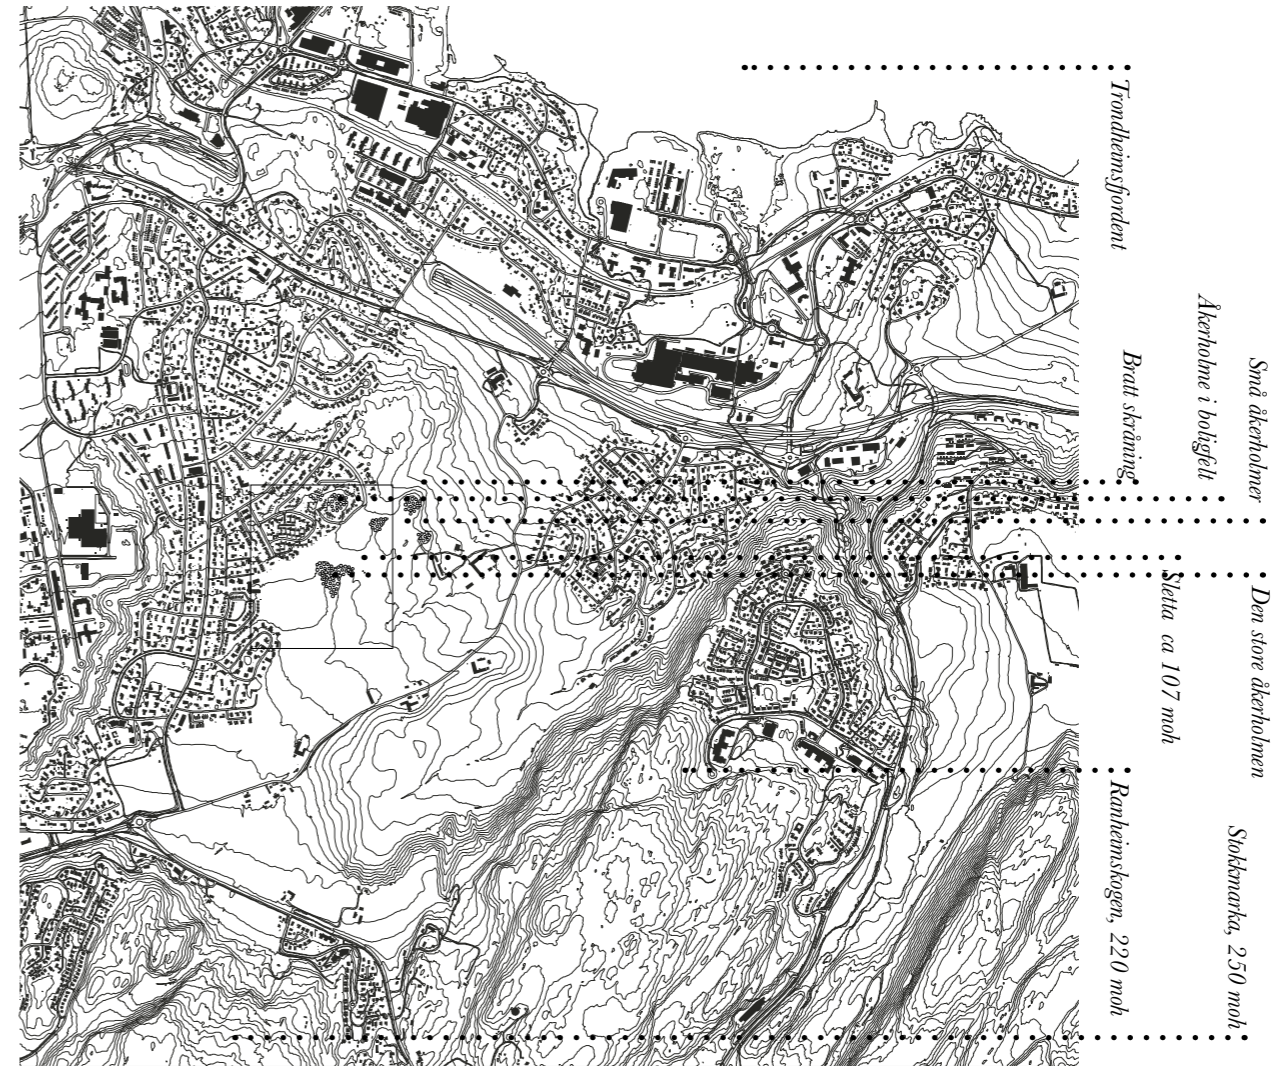 Trondheimsfjordent
Bratt skråning
Åkerholme i boligfelt
Små åkerholmer
Sletta ca 107 moh
Den store åkerholmen
Ranheimskogen, 220 moh
Stokkmarka, 250 moh